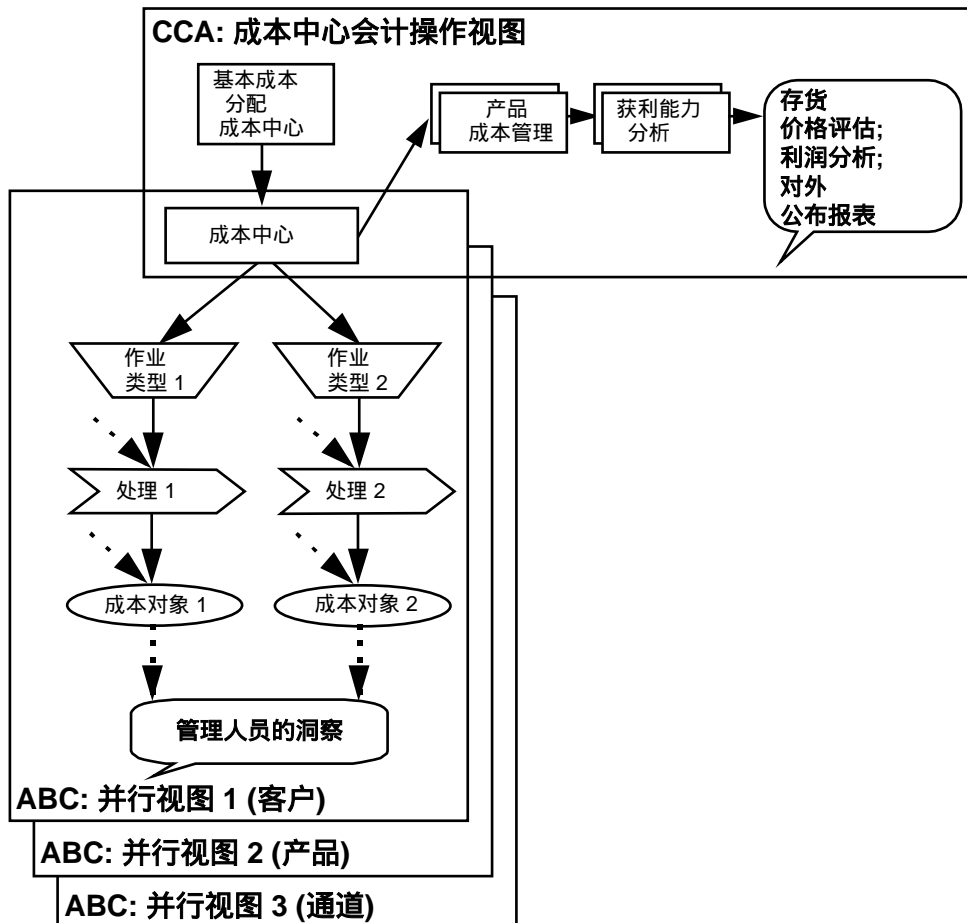 CCA: 成本中心会计操作视图
基本成本
分配
成本中心
产品
成本管理
获利能力
分析
存货
价格评估;
利润分析;
对外
公布报表
成本中心
作业
类型 1
作业
类型 2
处理 1
处理 2
成本对象 1
成本对象 2
管理人员的洞察
ABC: 并行视图 1 (客户)
ABC: 并行视图 2 (产品)
ABC: 并行视图 3 (通道)